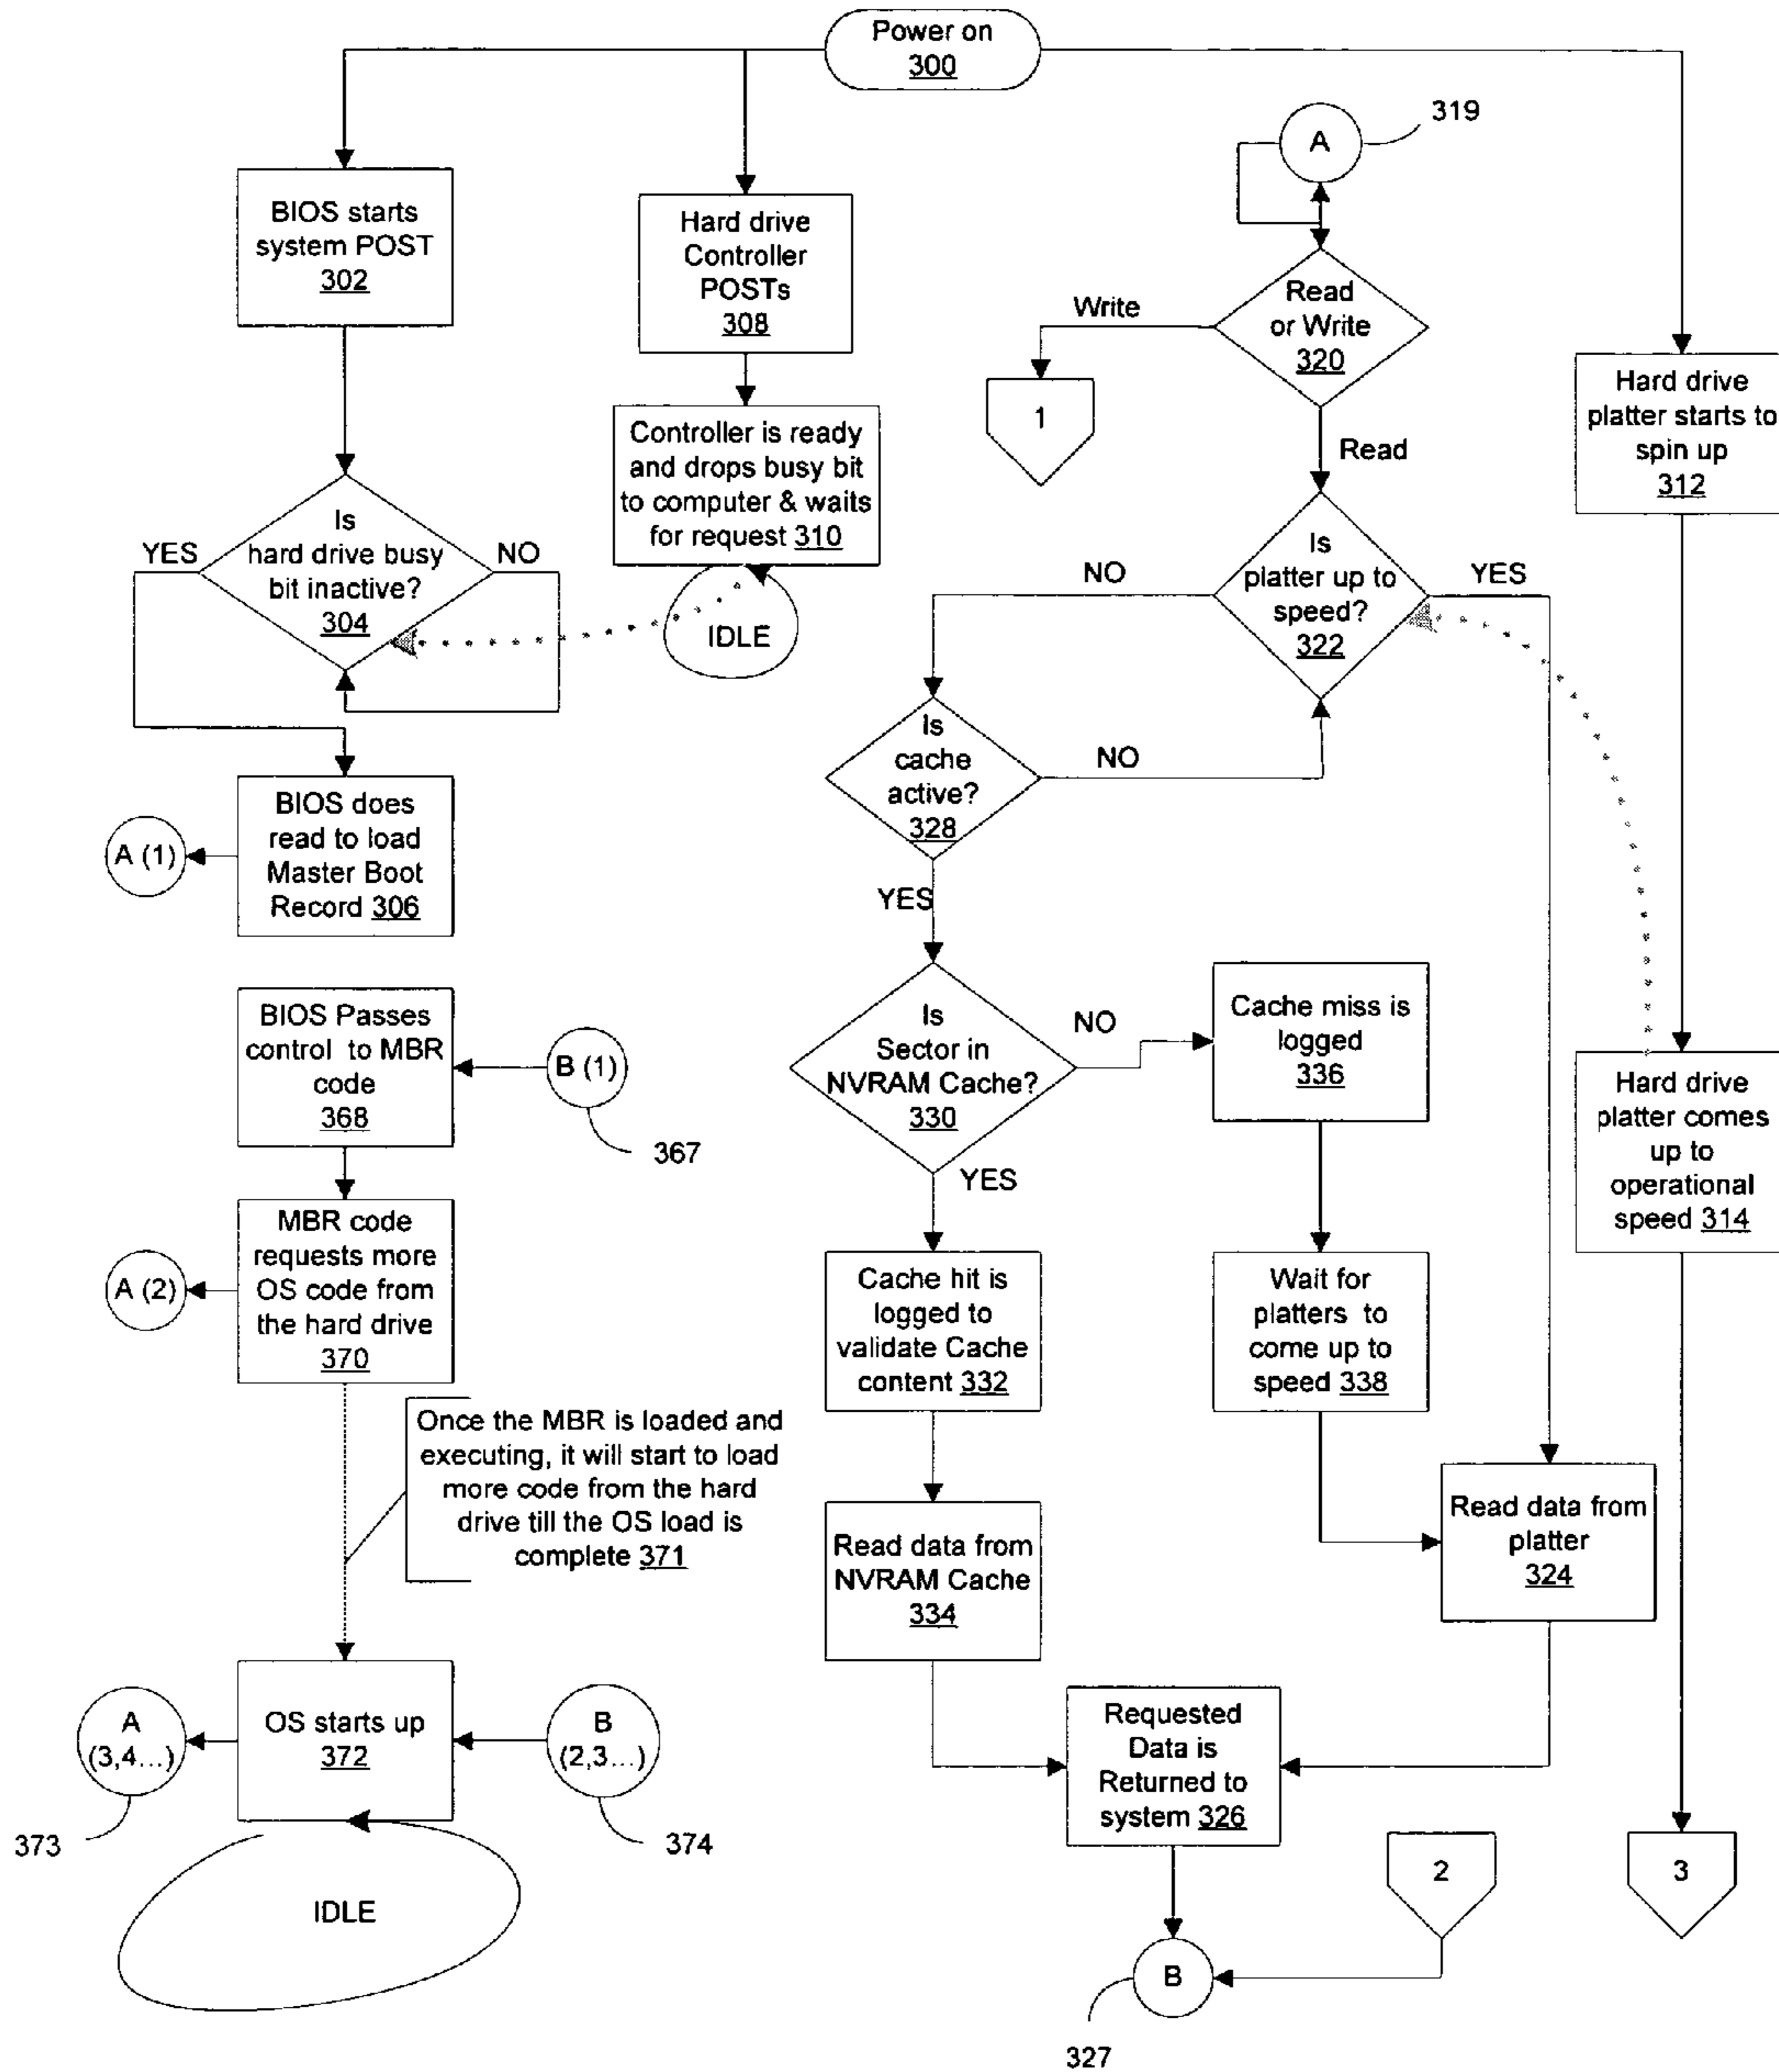 Power on
300
319
A
BIOS starts
system POST
302
Hard drive
Controller
POSTs
308
Read
or Write
320
Write
1
Read
Hard drive
platter starts to
spin up
312
Controller is ready
and drops busy bit
to computer & waits
for request 310
IDLE
Is
hard drive busy
bit inactive?
304
YES
NO
Is
platter up to
speed?
322
NO
YES
Is
cache
active?
328
NO
YES
BIOS does
read to load
Master Boot
Record 306
A (1)
BIOS Passes
control to MBR
code
368
B (1)
367
Is
Sector in
NVRAM Cache?
330
NO
YES
Cache miss is
logged
336
Hard drive
platter comes
up to
operational
speed 314
MBR code
requests more
OS code from
the hard drive
370
A (2)
Cache hit is
logged to
validate Cache
content 332
Wait for
platters to
come up to
speed 338
Once the MBR is loaded and
executing, it will start to load
more code from the hard
drive till the OS load is
complete 371
Read data from
NVRAM Cache
334
Read data from
platter
324
OS starts up
372
A
(3,4...)
373
B
(2,3...)
374
IDLE
Requested
Data is
Returned to
system 326
2
3
B
327